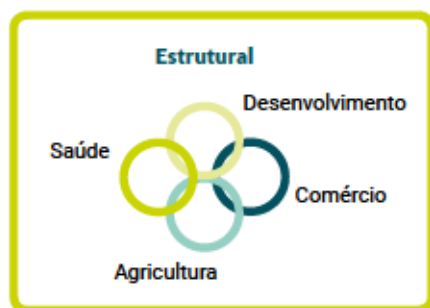 Estrutural
Desenvolvimento
Saúde
Comércio
Agricultura